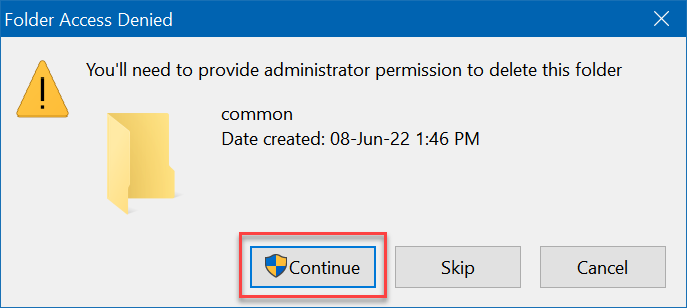 Folder Access Denied
You'll need to provide administrator permission to delete this folder
common
Date created: 08-Jun-22 1:46 PM
Continue Skip Cancel